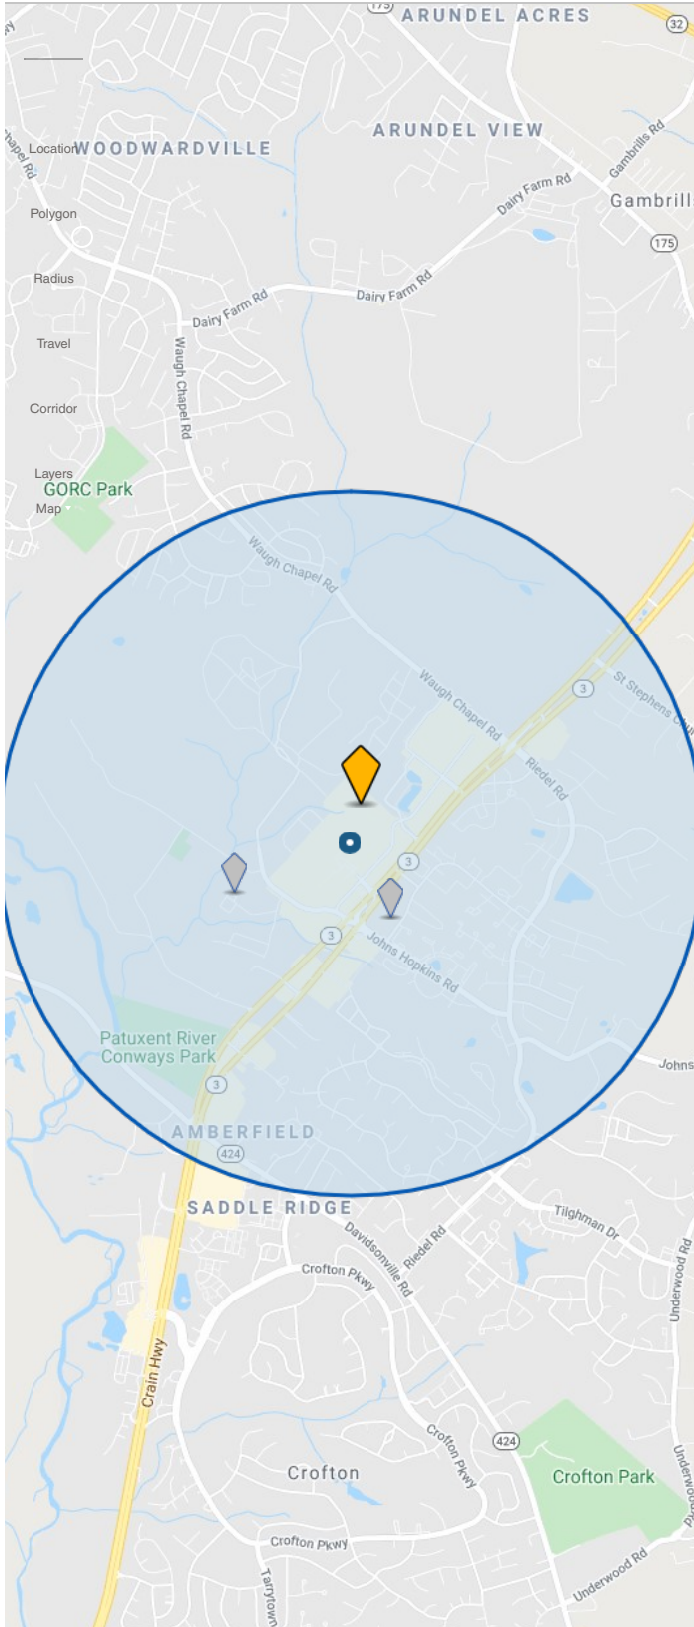 175
ARUNDEL ACRES
32
ARUNDEL VIEW
Gambrills Rd
Chapel Rd
Location
WOODWARDVILLE
Dairy Farm Rd
Gambrills
Polygon
175
Radius
Dairy Farm Rd
Dairy Farm Rd
Travel
Waugh Chapel Rd
Corridor
Layers
GORC Park
Map
Waugh Chapel Rd
Waugh Chapel Rd
3
St Stephens Chu
Riedel Rd
3
3
Johns Hopkins Rd
Patuxent River
Conways Park
Johns
3
AMBERFIELD
424
SADDLE RIDGE
Tilghman Dr
Davidsonville Rd
Riedel Rd
Underwood Rd
Crofton Pkwy
Crain Hwy
424
Crofton Pkwy
Crofton
Crofton Park
Underwood
Crofton Pkwy
Underwood Rd
Tarrytown